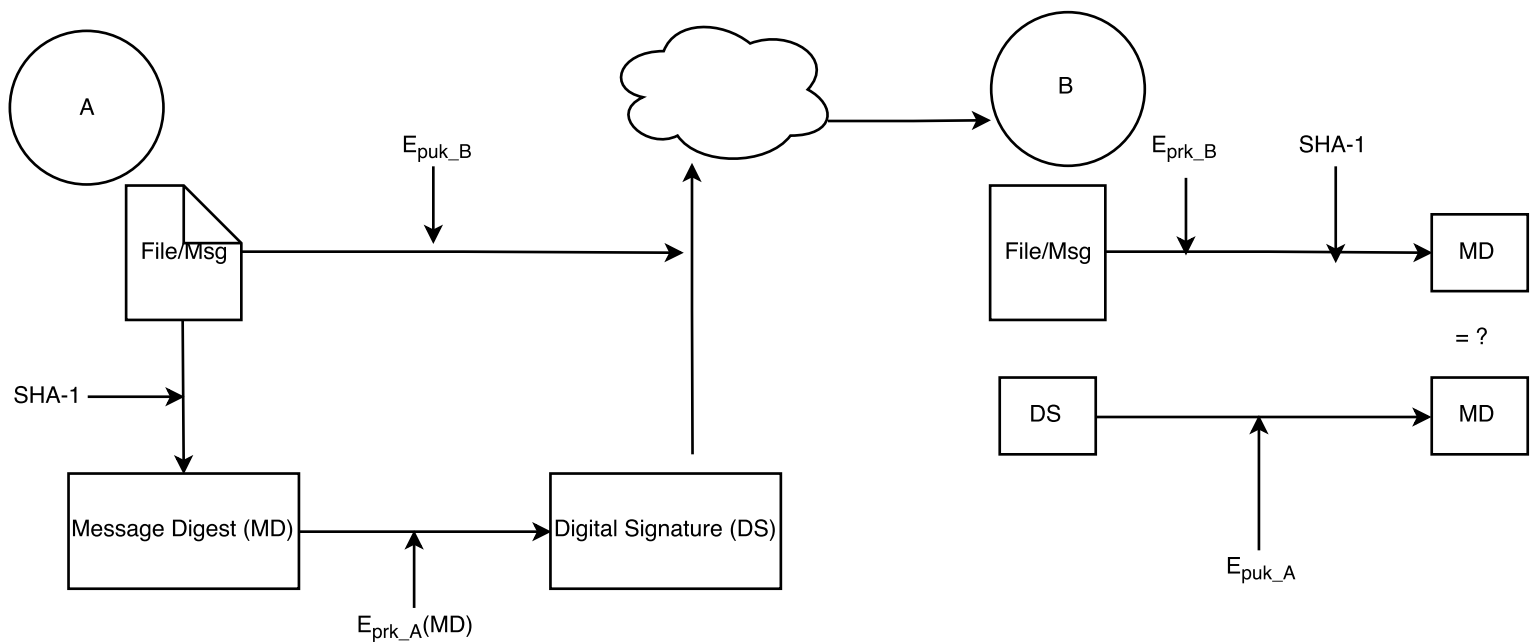 A
B
E_puk_B
E_prk_B
SHA-1
File/Msg
File/Msg
MD
= ?
SHA-1
DS
MD
Message Digest (MD)
Digital Signature (DS)
E_puk_A
E_prk_A(MD)